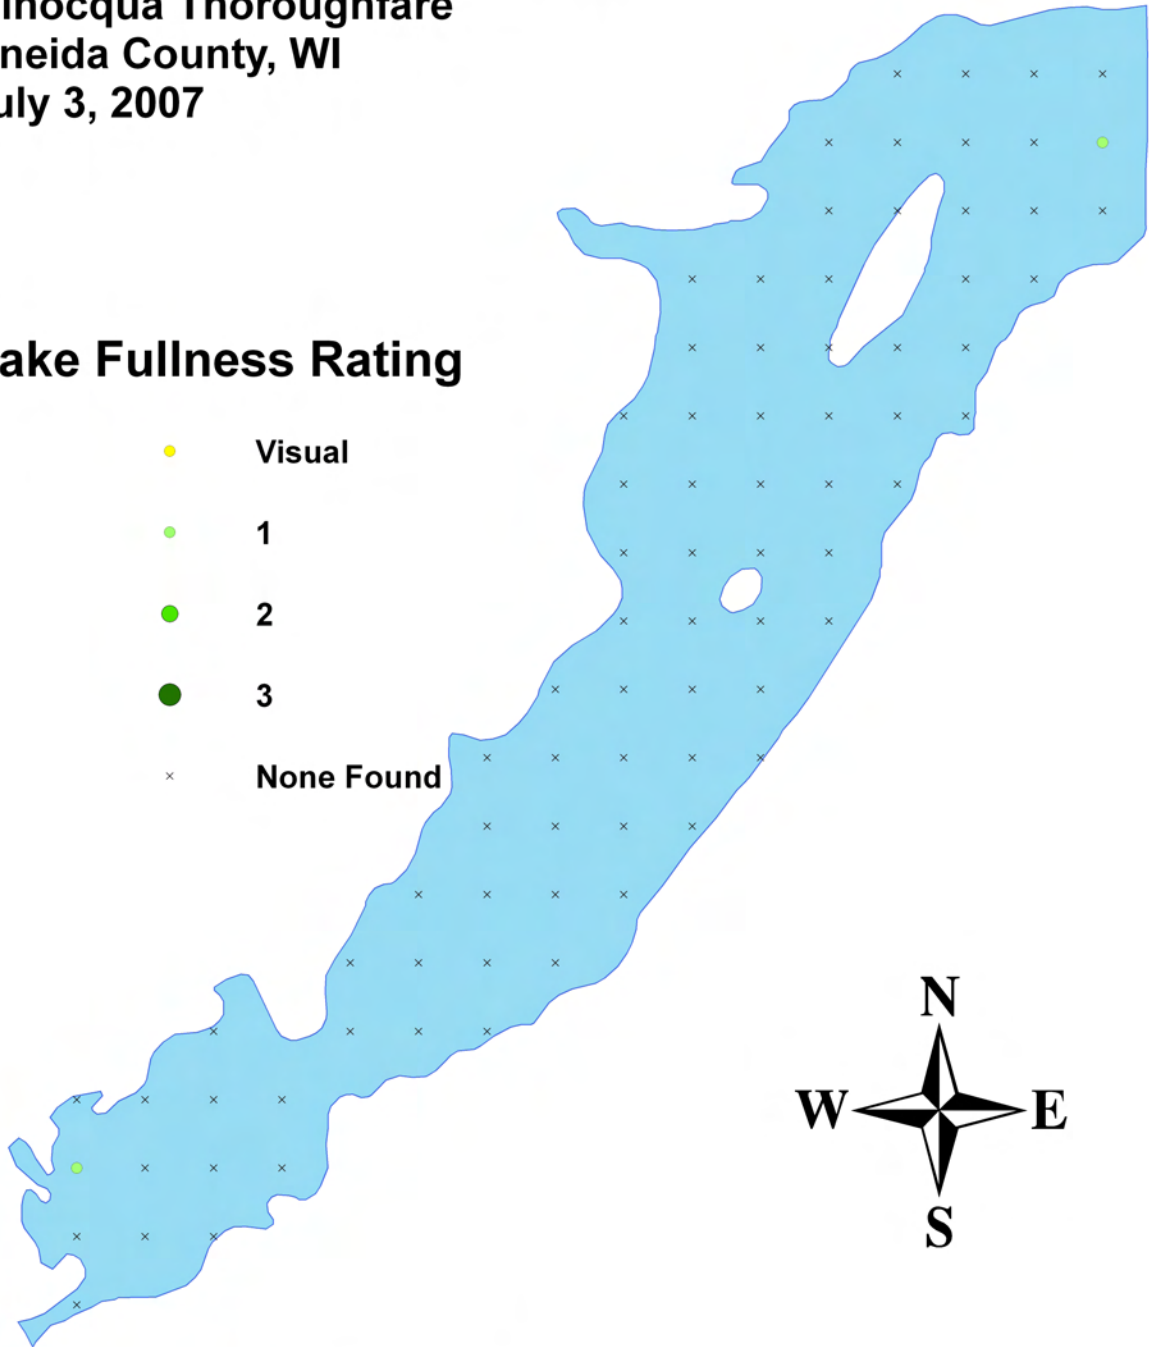 inocqua Thoroughfare
neida County, WI
uly 3, 2007
ake Fullness Rating
Visual
1
2
3
None Found
N
W E
S